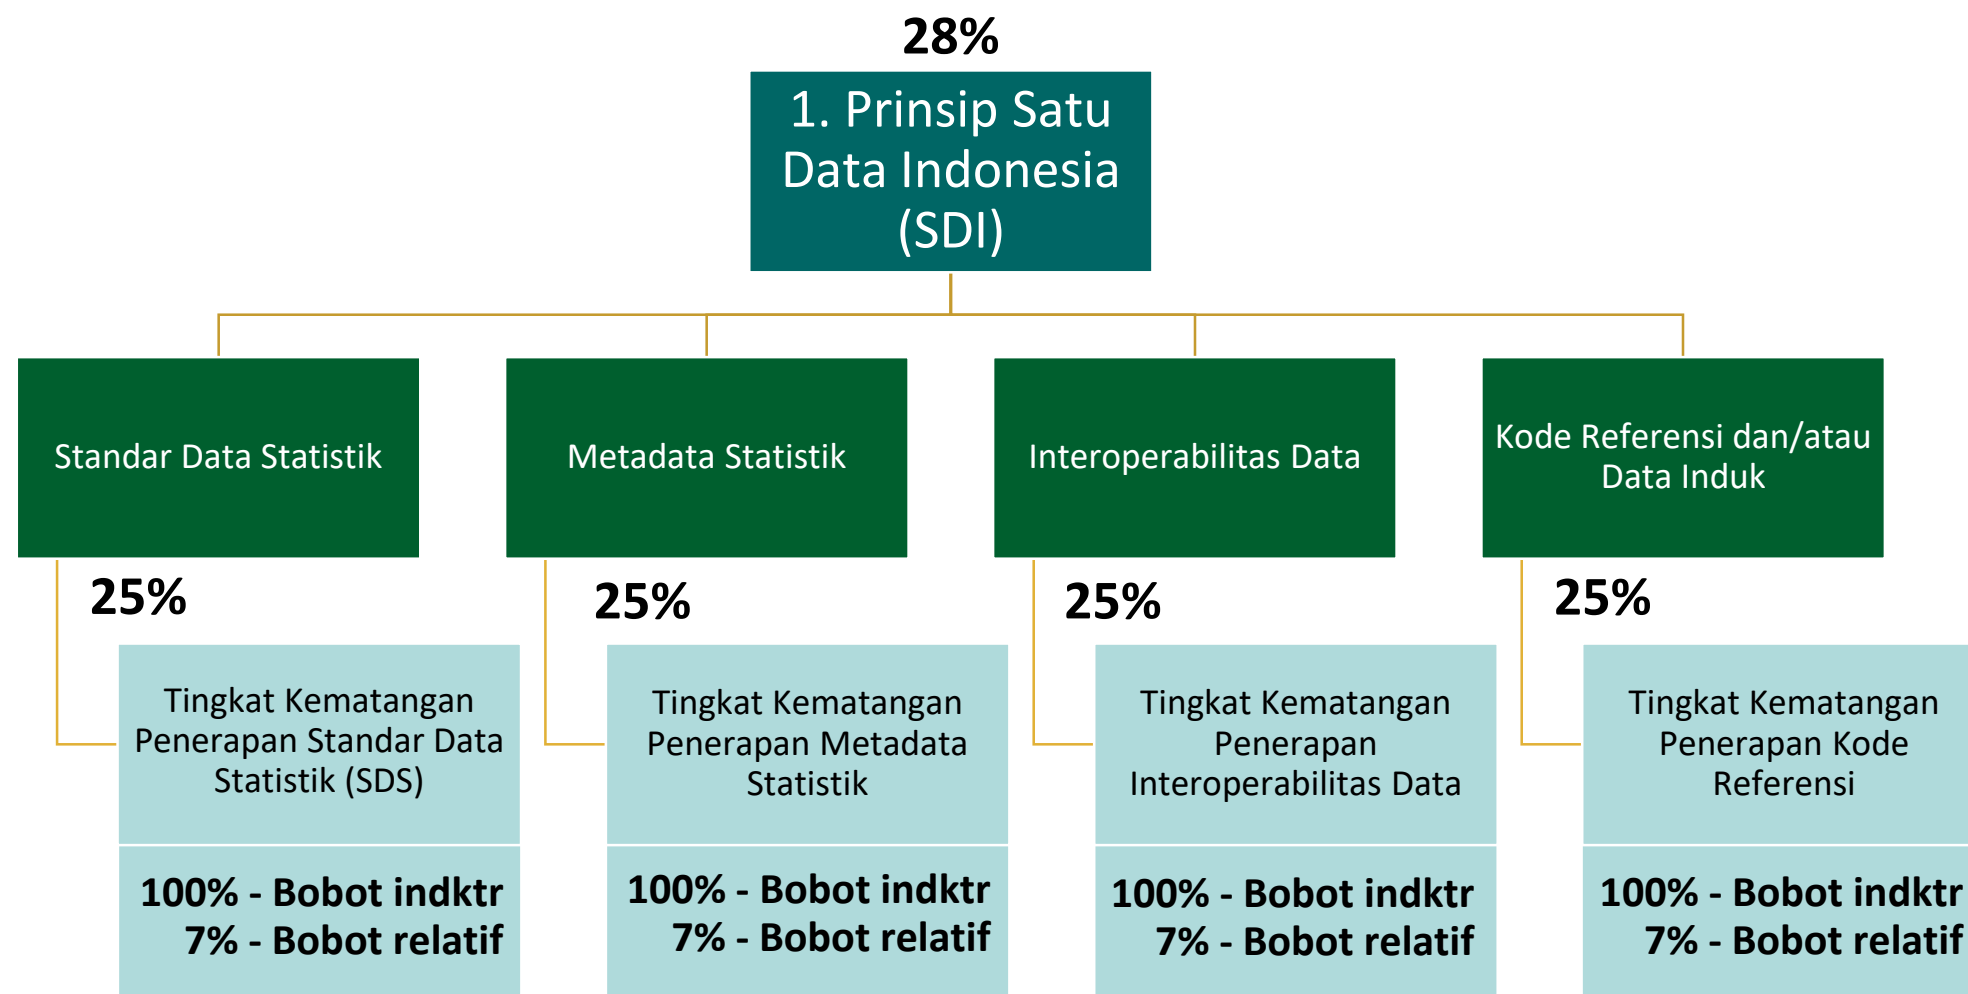 28%
1. Prinsip Satu
Data Indonesia
(SDI)
Standar Data Statistik
Metadata Statistik
Interoperabilitas Data
Kode Referensi dan/atau
Data Induk
25%
25%
25%
25%
Tingkat Kematangan
Penerapan Standar Data
Statistik (SDS)
100% - Bobot indktr
7% - Bobot relatif
Tingkat Kematangan
Penerapan Metadata
Statistik
100% - Bobot indktr
7% - Bobot relatif
Tingkat Kematangan
Penerapan
Interoperabilitas Data
100% - Bobot indktr
7% - Bobot relatif
Tingkat Kematangan
Penerapan Kode
Referensi
100% - Bobot indktr
7% - Bobot relatif